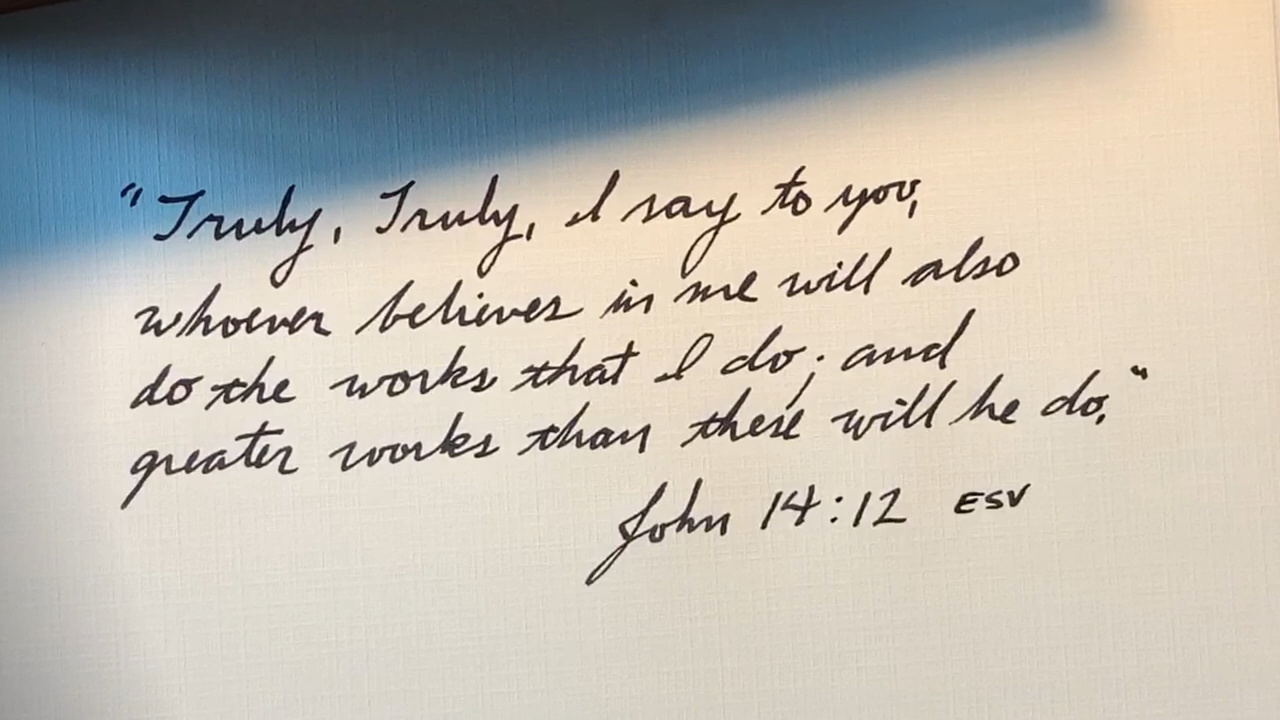 "Truly, Truly, I say to you,
whoever believes in me will also
do the works that I do; and
greater works than these will he do."
John 14:12 ESV